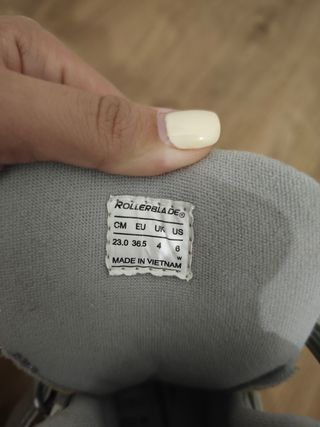 ROLLERBLADE®
CM EU UK US
23.0 36.5 4 6
W
MADE IN VIETNAM